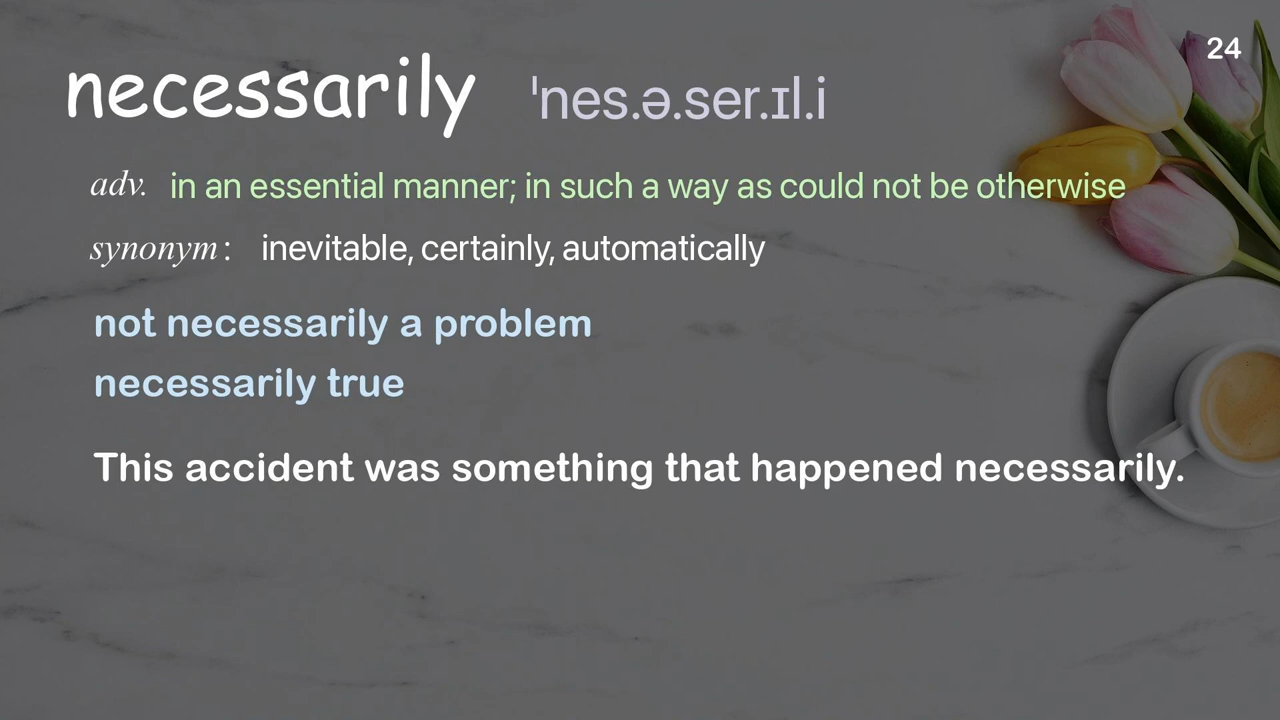 24
necessarily ˈnes.ə.ser.ɪl.i
adv. in an essential manner; in such a way as could not be otherwise
synonym: inevitable, certainly, automatically
not necessarily a problem
necessarily true
This accident was something that happened necessarily.